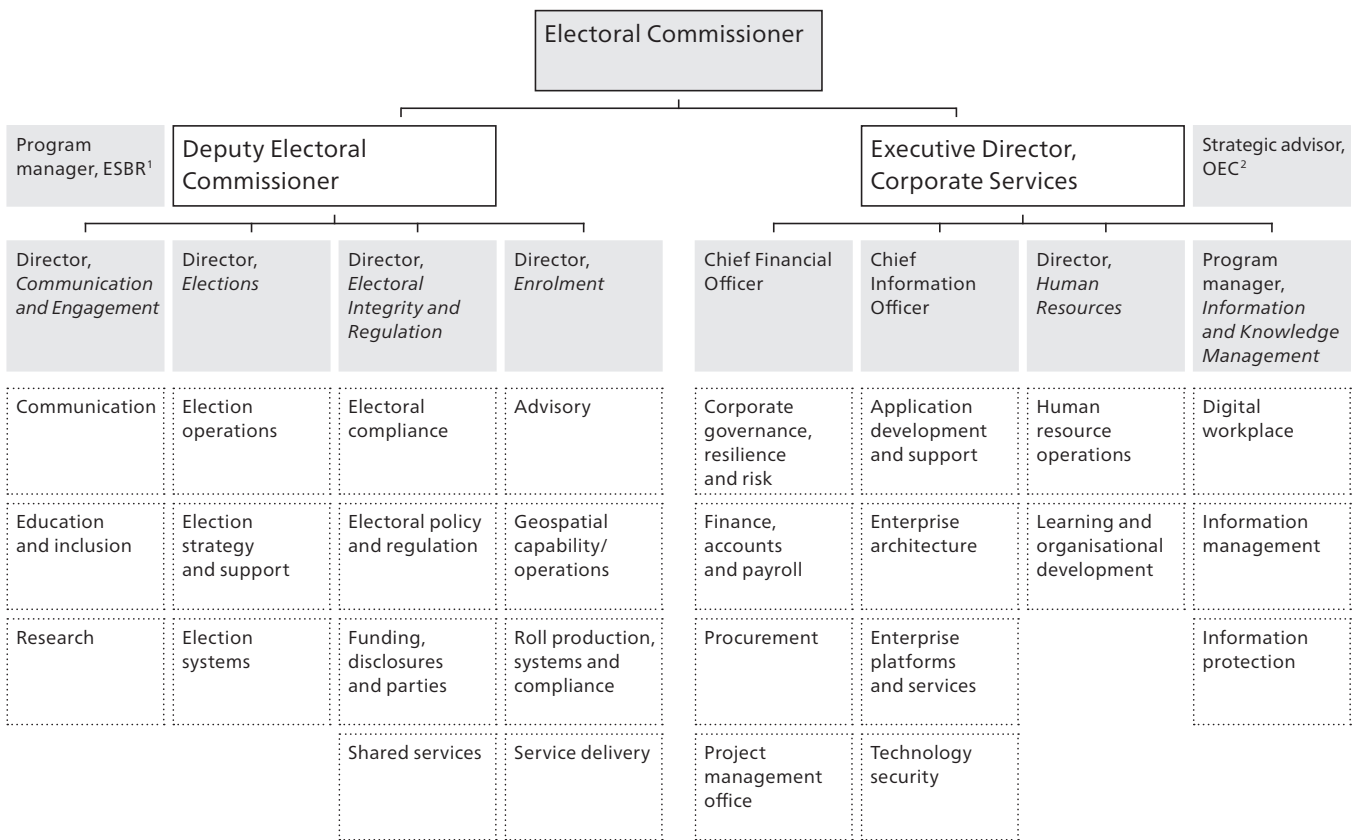 Electoral Commissioner
Program
manager, ESBR¹
Deputy Electoral
Commissioner
Executive Director,
Corporate Services
Strategic advisor,
OEC²
Director,
Communication
and Engagement
Director,
Elections
Director,
Electoral
Integrity and
Regulation
Director,
Enrolment
Chief Financial
Officer
Chief
Information
Officer
Director,
Human
Resources
Program
manager,
Information
and Knowledge
Management
Communication
Election
operations
Electoral
compliance
Advisory
Corporate
governance,
resilience
and risk
Application
development
and support
Human
resource
operations
Digital
workplace
Education
and inclusion
Election
strategy
and support
Electoral policy
and regulation
Geospatial
capability/
operations
Finance,
accounts
and payroll
Enterprise
architecture
Learning and
organisational
development
Information
management
Research
Election
systems
Funding,
disclosures
and parties
Roll production,
systems and
compliance
Procurement
Enterprise
platforms
and services
Information
protection
Shared services
Service delivery
Project
management
office
Technology
security